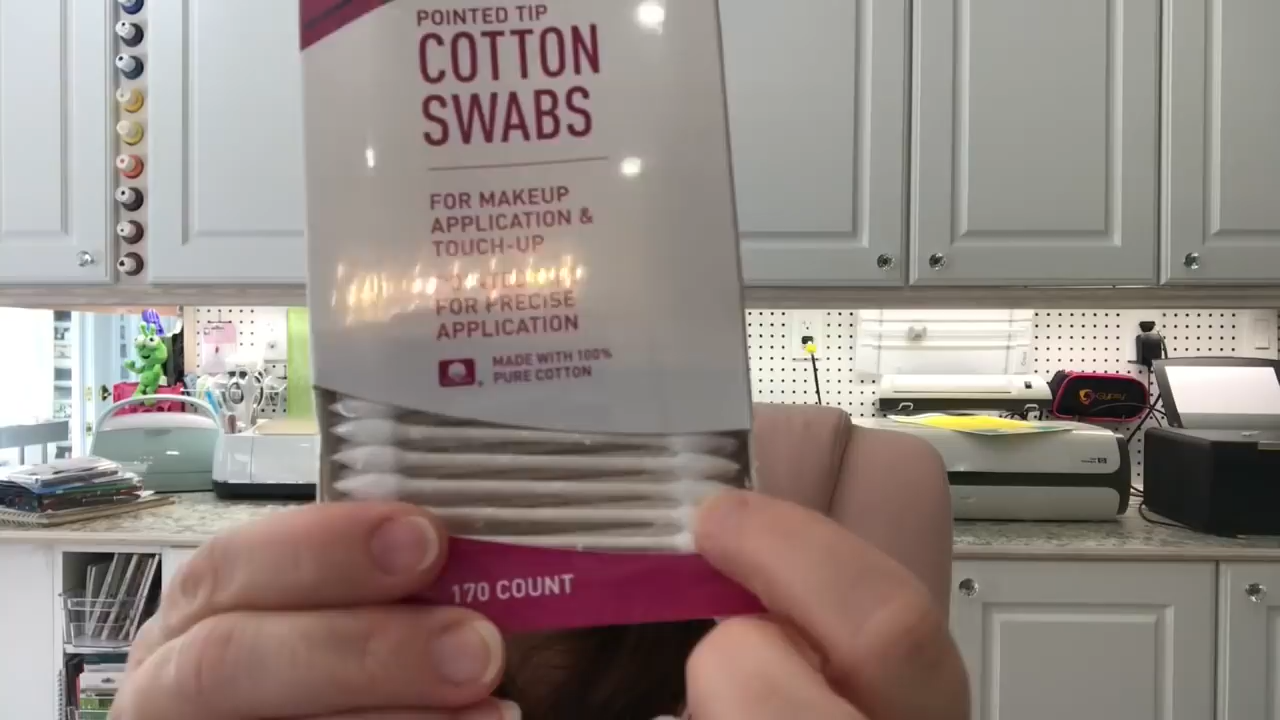 POINTED TIP
COTTON
SWABS
FOR MAKEUP
APPLICATION &
TOUCH-UP
FOR PRECISE
APPLICATION
MADE WITH 100%
PURE COTTON
170 COUNT
hp